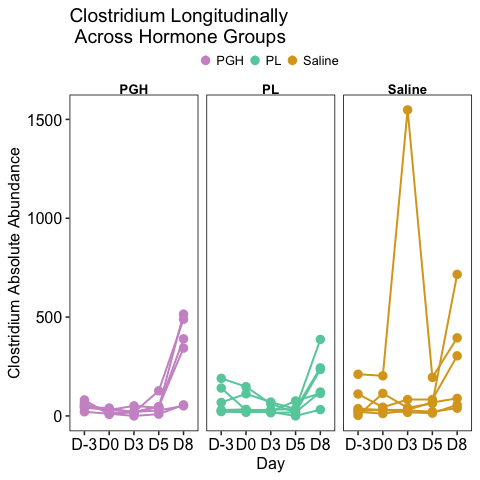 Clostridium Longitudinally
Across Hormone Groups
PGH PL Saline
PGH PL Saline
1500
1000
500
0
Clostridium Absolute Abundance
D-3 D0 D3 D5 D8 D-3 D0 D3 D5 D8 D-3 D0 D3 D5 D8
Day